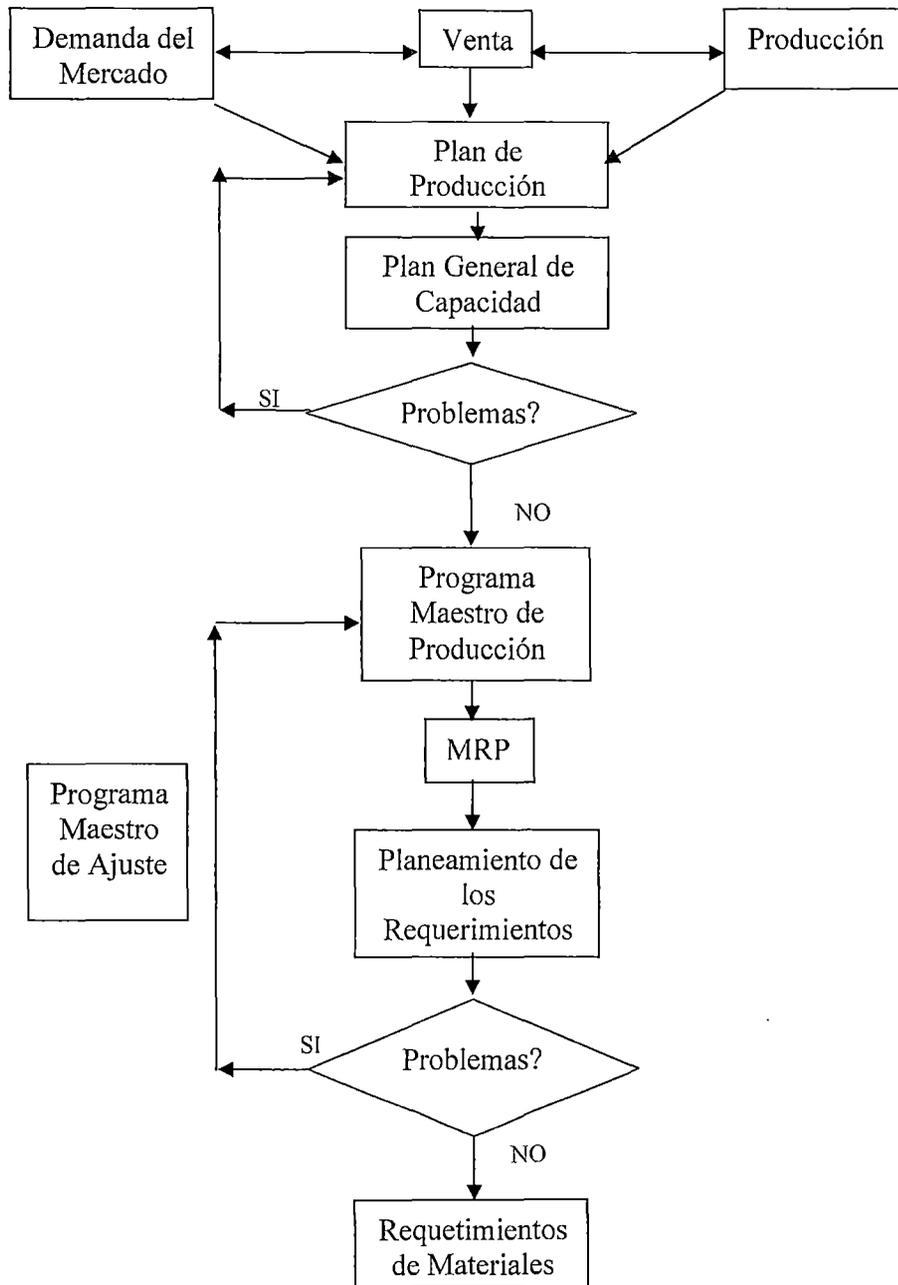 Demanda del
Mercado
Venta
Producción
Plan de
Producción
Plan General de
Capacidad
SI
Problemas?
NO
Programa
Maestro de
Producción
MRP
Programa
Maestro
de Ajuste
Planeamiento de
los
Requerimientos
SI
Problemas?
NO
Requetimientos
de Materiales